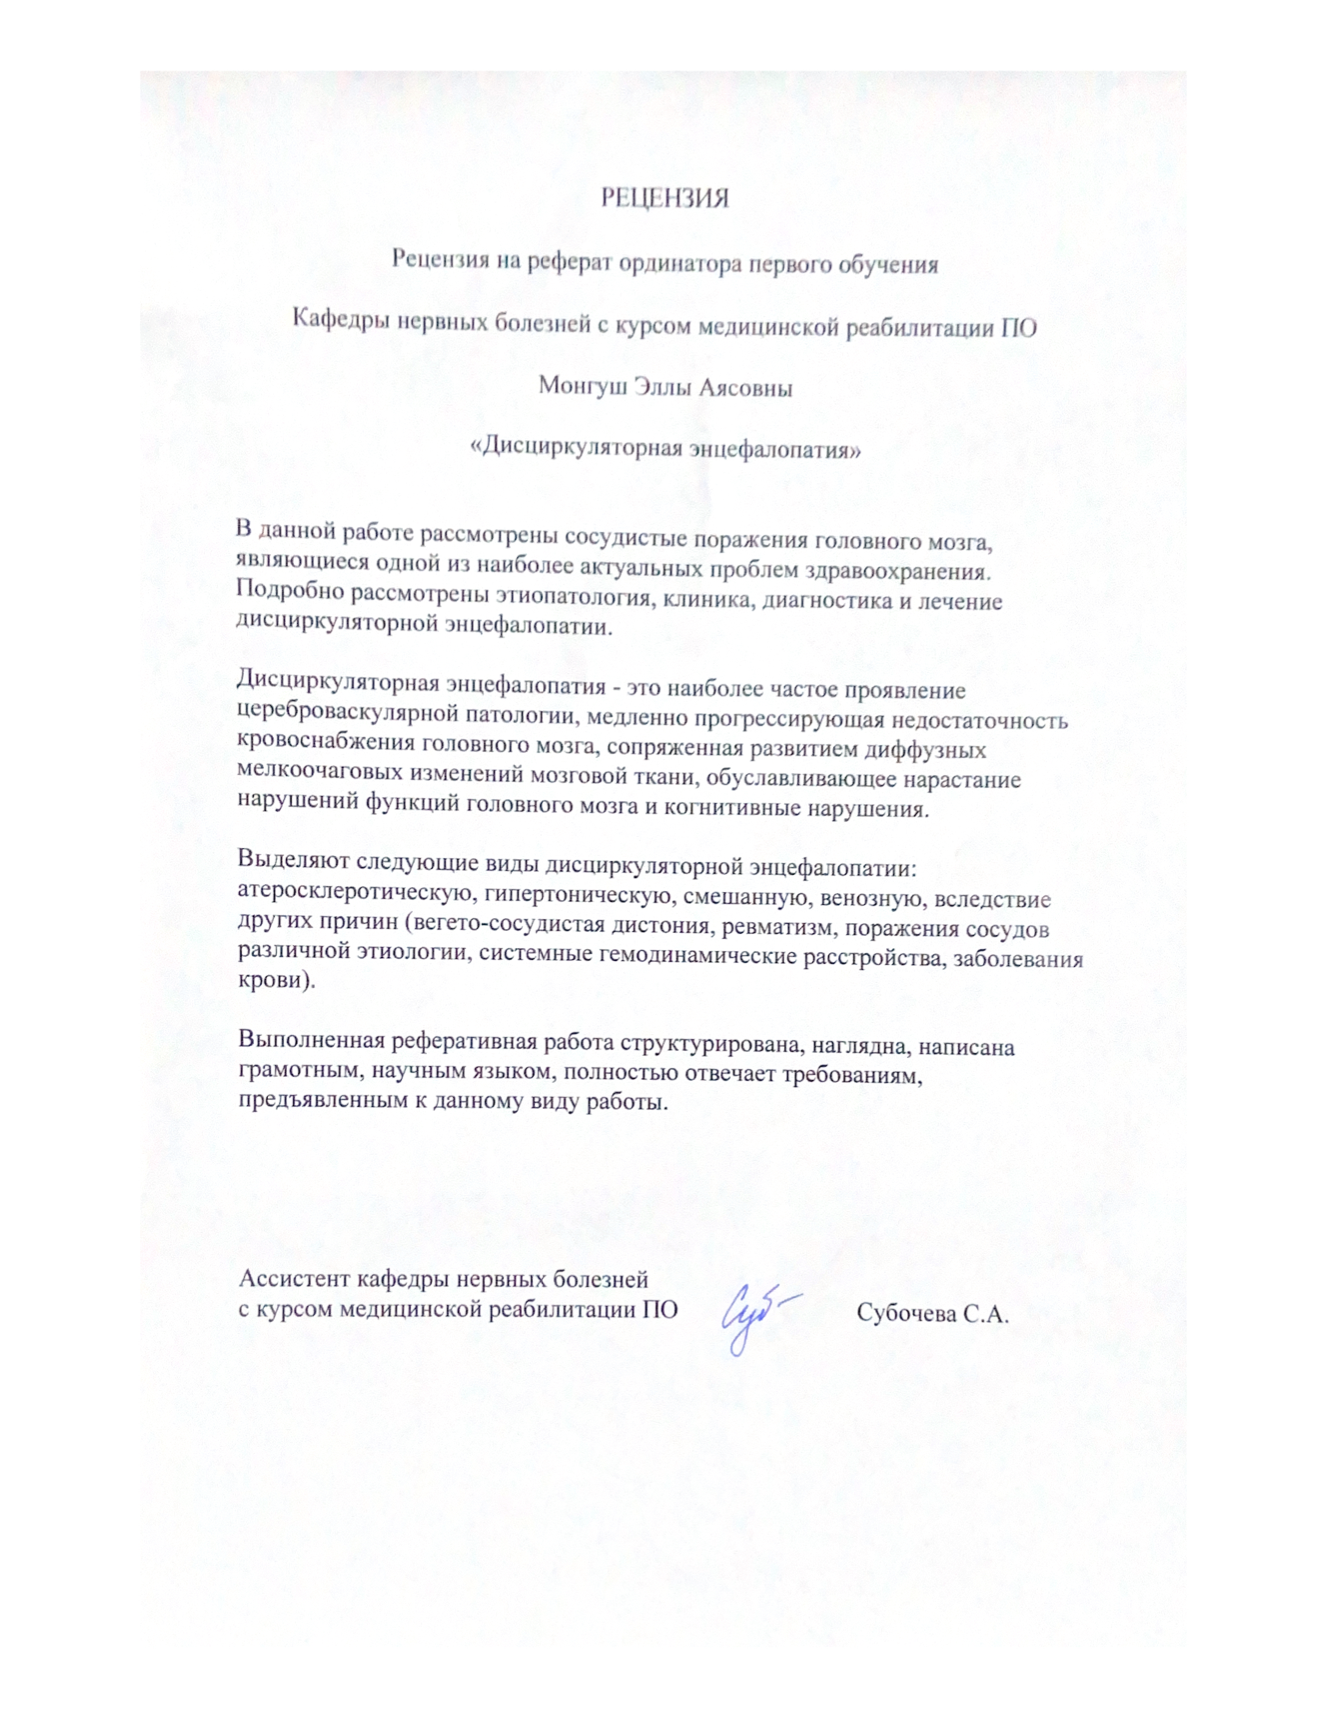 РЕЦЕНЗИЯ
Рецензия на реферат ординатора первого обучения
Кафедры нервных болезней с курсом медицинской реабилитации ПО
Монгуш Эллы Аясовны
«Дисциркуляторная энцефалопатия»
В данной работе рассмотрены сосудистые поражения головного мозга,
являющиеся одной из наиболее актуальных проблем здравоохранения.
Подробно рассмотрены этиопатология, клиника, диагностика и лечение
дисциркуляторной энцефалопатии.
Дисциркуляторная энцефалопатия - это наиболее частое проявление
цереброваскулярной патологии, медленно прогрессирующая недостаточность
кровоснабжения головного мозга, сопряженная развитием диффузных
мелкоочаговых изменений мозговой ткани, обуславливающее нарастание
нарушений функций головного мозга и когнитивные нарушения.
Выделяют следующие виды дисциркуляторной энцефалопатии:
атеросклеротическую, гипертоническую, смешанную, венозную, вследствие
других причин (вегето-сосудистая дистония, ревматизм, поражения сосудов
различной этиологии, системные гемодинамические расстройства, заболевания
крови).
Выполненная реферативная работа структурирована, наглядна, написана
грамотным, научным языком, полностью отвечает требованиям,
предъявленным к данному виду работы.
Ассистент кафедры нервных болезней
с курсом медицинской реабилитации ПО Суб Субочева С.А.